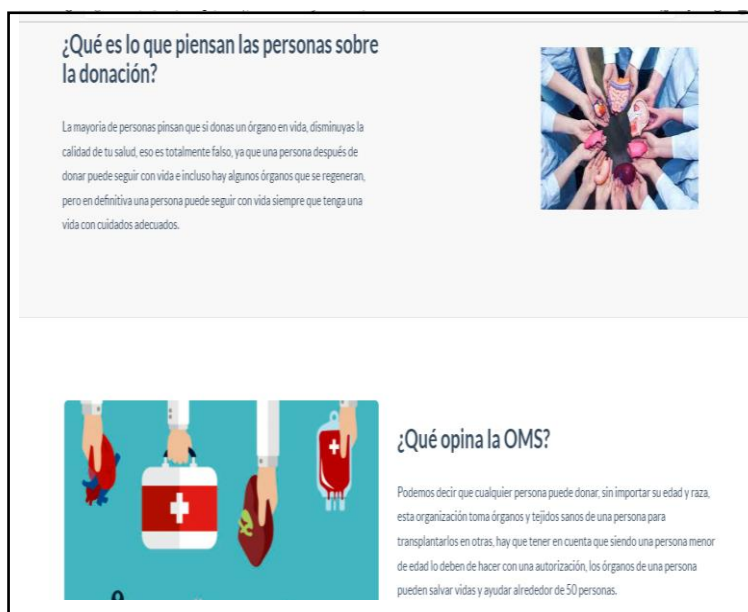 ¿Qué es lo que piensan las personas sobre
la donación?
La mayoría de personas pinsan que si donas un órgano en vida, disminuyas la
calidad de tu salud, eso es totalmente falso, ya que una persona después de
donar puede seguir con vida e incluso hay algunos órganos que se regeneran,
pero en definitiva una persona puede seguir con vida siempre que tenga una
vida con cuidados adecuados.
¿Qué opina la OMS?
Podemos decir que cualquier persona puede donar, sin importar su edad y raza,
esta organización toma órganos y tejidos sanos de una persona para
transplantarlos en otras, hay que tener en cuenta que siendo una persona menor
de edad lo deben de hacer con una autorización, los órganos de una persona
pueden salvar vidas y ayudar alrededor de 50 personas.